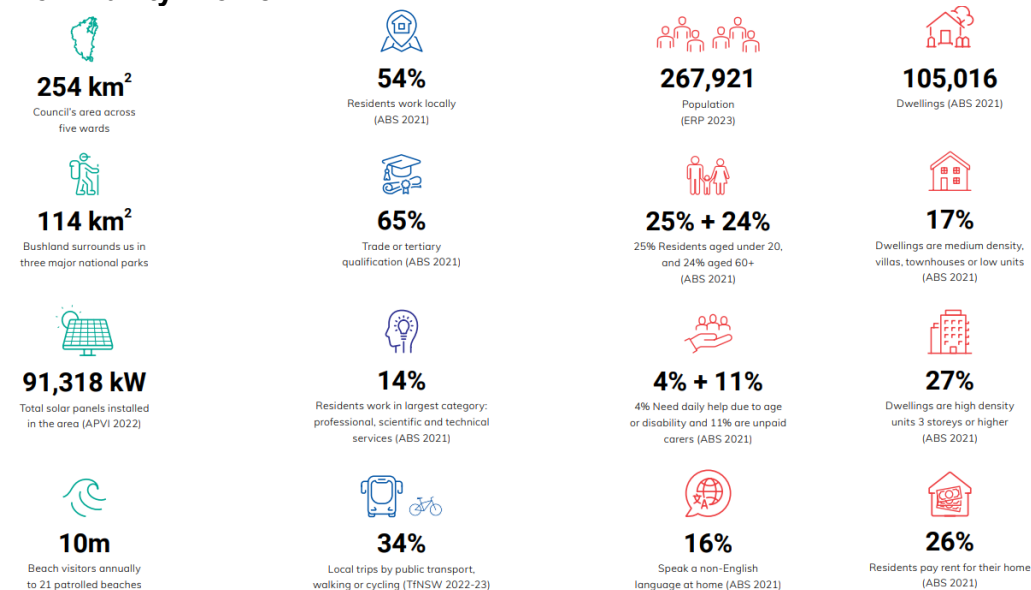 254 km²
Council's area across
five wards
54%
Residents work locally
(ABS 2021)
267,921
Population
(ERP 2023)
105,016
Dwellings (ABS 2021)
114 km²
Bushland surrounds us in
three major national parks
65%
Trade or tertiary
qualification (ABS 2021)
25% + 24%
25% Residents aged under 20,
and 24% aged 60+
(ABS 2021)
17%
Dwellings are medium density,
villas, townhouses or low units
(ABS 2021)
91,318 kW
Total solar panels installed
in the area (APVI 2022)
14%
Residents work in largest category:
professional, scientific and technical
services (ABS 2021)
4% + 11%
4% Need daily help due to age
or disability and 11% are unpaid
carers (ABS 2021)
27%
Dwellings are high density
units 3 storeys or higher
(ABS 2021)
10m
Beach visitors annually
to 21 patrolled beaches
34%
Local trips by public transport,
walking or cycling (TfNSW 2022-23)
文A
16%
Speak a non-English
language at home (ABS 2021)
26%
Residents pay rent for their home
(ABS 2021)